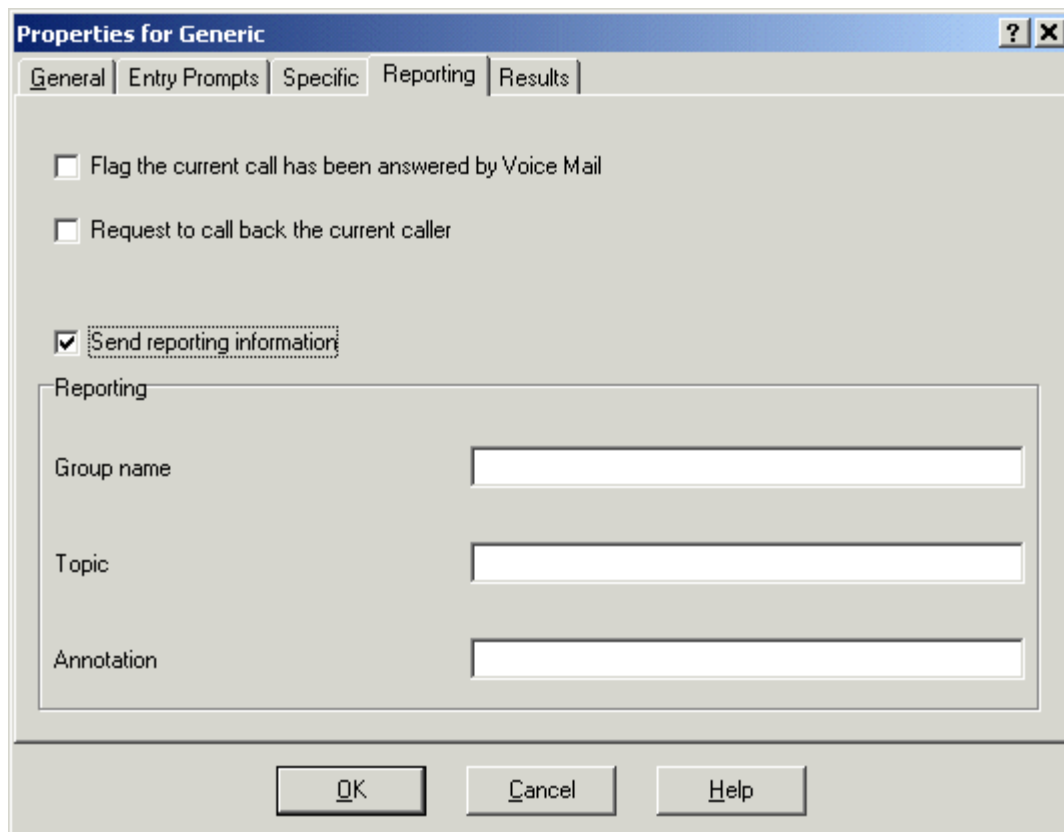 Properties for Generic
General Entry Prompts Specific Reporting Results
Flag the current call has been answered by Voice Mail
Request to call back the current caller
Send reporting information
Reporting
Group name
Topic
Annotation
OK Cancel Help